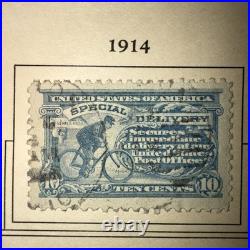 1914
UNITED STATES OF AMERICA
SPECIAL DELIVERY
Secures
immediate
delivery at any
United States
Post Office
10 TEN CENTS 10